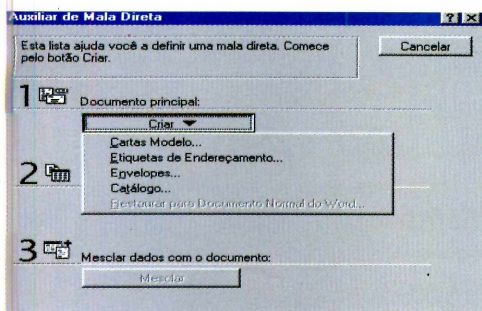 Auxiliar de Mala Direta
Esta lista ajuda você a definir uma mala direta. Comece
pelo botão Criar.
Cancelar
1
Documento principal:
Criar
Cartas Modelo...
Etiquetas de Endereçamento...
Envelopes...
Catálogo...
Restaurar para Documento Normal do Word...
2
3
Mesclar dados com o documento:
Mesclar